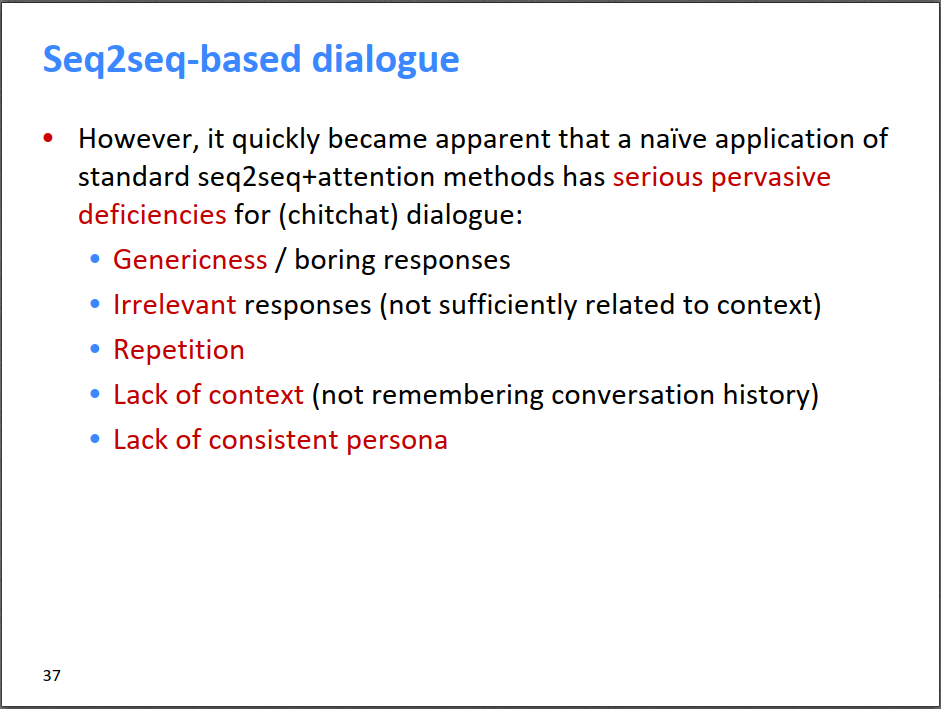 Seq2seq-based dialogue
• However, it quickly became apparent that a naïve application of
standard seq2seq+attention methods has serious pervasive
deficiencies for (chitchat) dialogue:
• Genericness / boring responses
• Irrelevant responses (not sufficiently related to context)
• Repetition
• Lack of context (not remembering conversation history)
• Lack of consistent persona
37